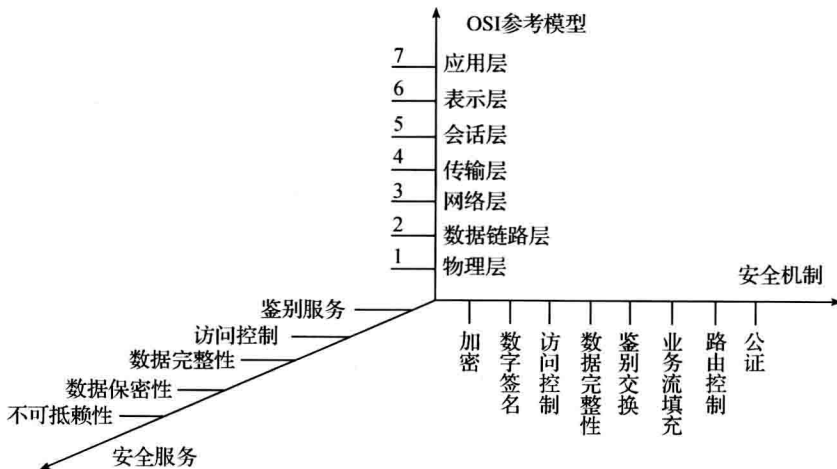 OSI参考模型
7
应用层
6
表示层
5
会话层
4
传输层
3
网络层
2
数据链路层
1
物理层
安全机制
鉴别服务
访问控制
数据完整性
数据保密性
不可抵赖性
安全服务
加密
数字签名
访问控制
数据完整性
鉴别交换
业务流填充
路由控制
公证